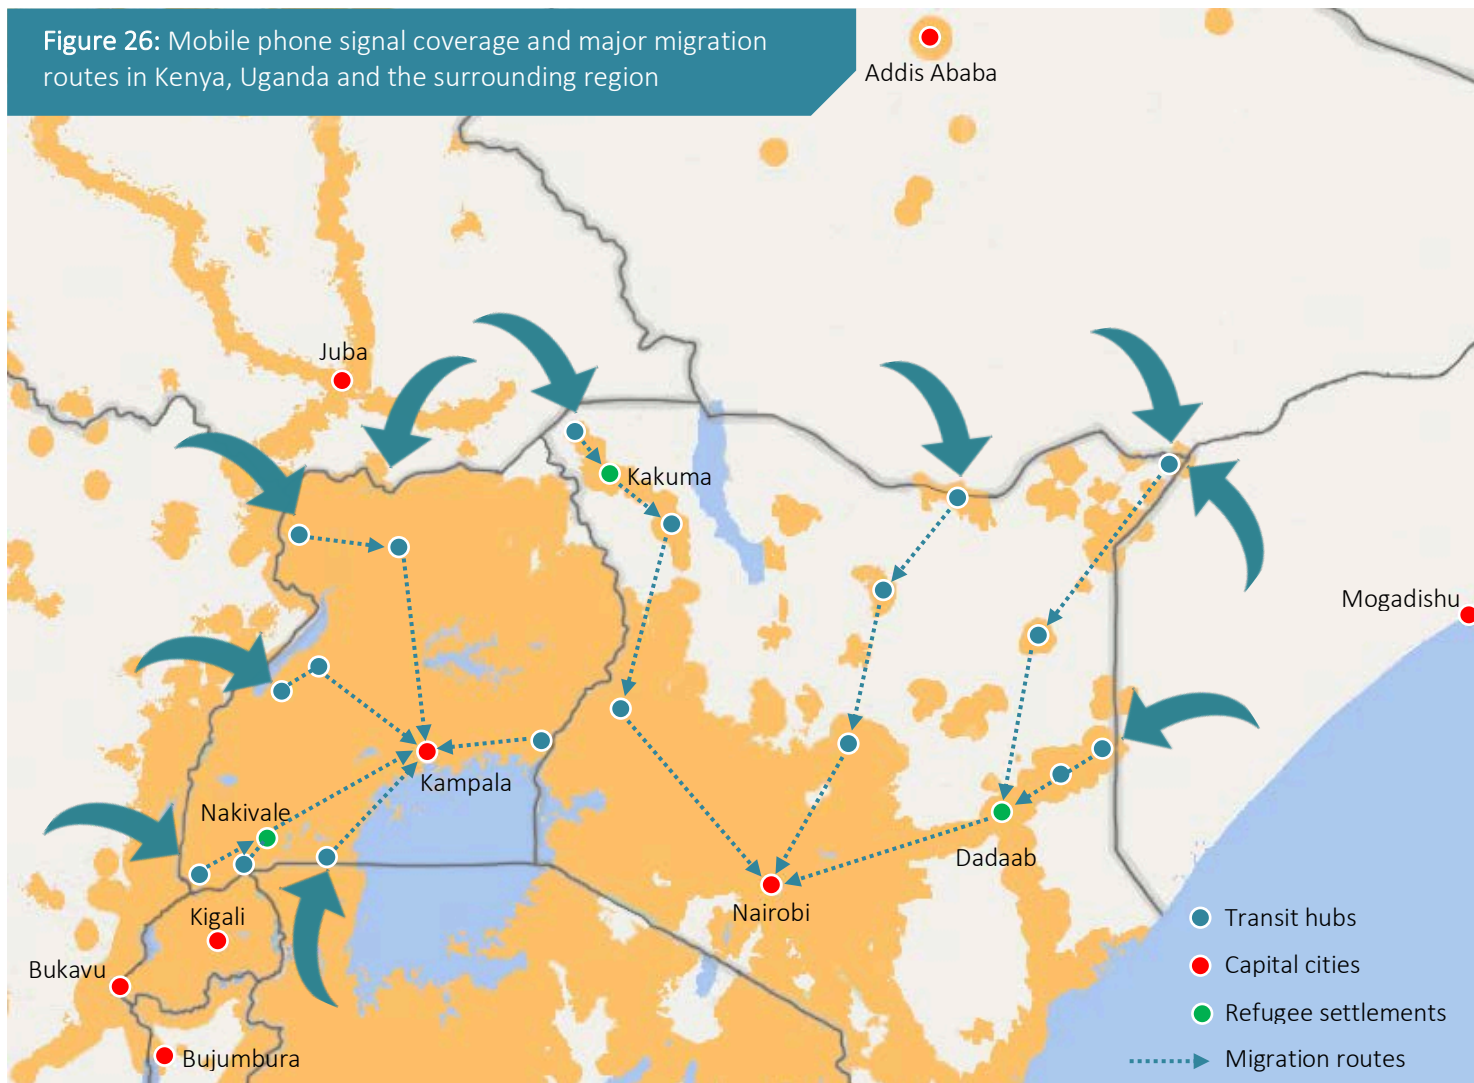 Figure 26: Mobile phone signal coverage and major migration
routes in Kenya, Uganda and the surrounding region
Addis Ababa
Juba
Kakuma
Mogadishu
Kampala
Nakivale
Dadaab
Nairobi
Kigali
Bukavu
Bujumbura
Transit hubs
Capital cities
Refugee settlements
Migration routes